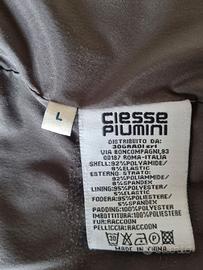 L
CIESSE
PIUMINI
DISTRIBUITO DA:
30GRADI srl
VIA BONCOMPAGNI,93
00187 ROMA-ITALIA
SHELL:92%POLYAMIDE/
8%ELASTIC
ESTERNO STRATO:
92%POLIAMMIDE/
8%SPANDEX
LINING:95%POLYESTER/
5%ELASTIC
FODERA:95%POLIESTERE/
5%SPANDEX
PADDING:100%POLYESTER
IMBOTTITURA:100%POLIESTERE
FUR:RACCOON
PELLICCIA:RACCOON
MADE IN CHINA